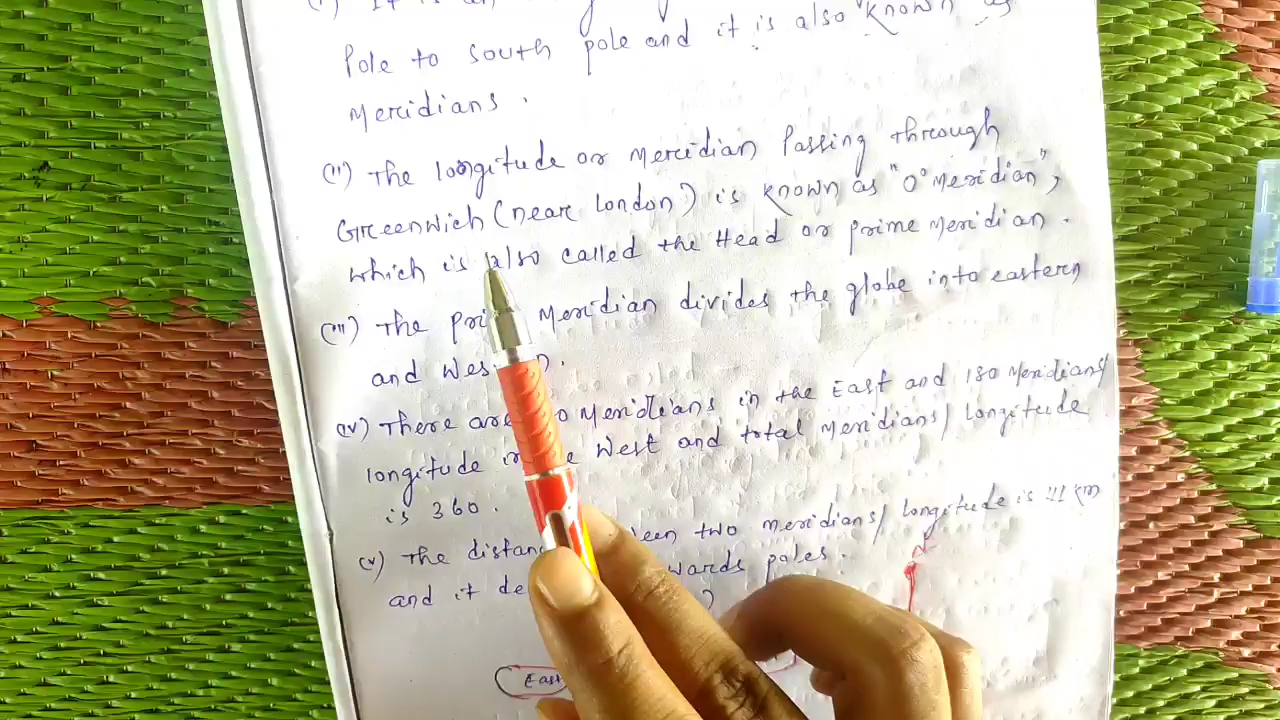 Pole to south pole and it is also known as
Meridians.
(ii) The longitude or Meridian Passing through
Greenwich (near London) is known as "0° Meridian",
which is also called the Head or prime Meridian.
(iii) The Meridian divides the globe into eastern
and
(iv) There are Meridians in the East and 180 Meridians/
longitude West and total meridians/ longitude
is 360.
(v) The two meridians/ longitude is 111 km
and it poles.
East
N